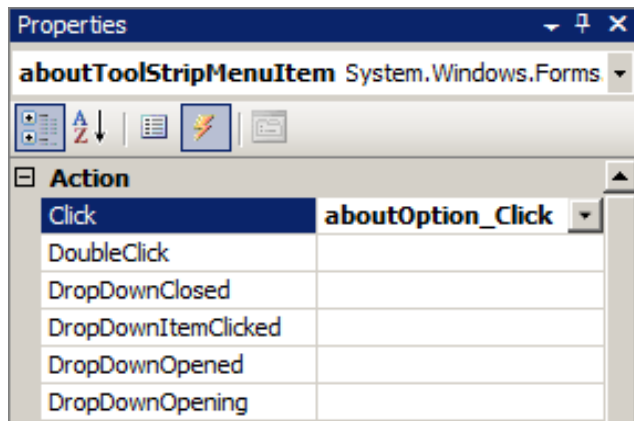 Properties
aboutToolStripMenuItem System.Windows.Forms.
A
Z
Action
Click aboutOption_Click
DoubleClick
DropDownClosed
DropDownItemClicked
DropDownOpened
DropDownOpening